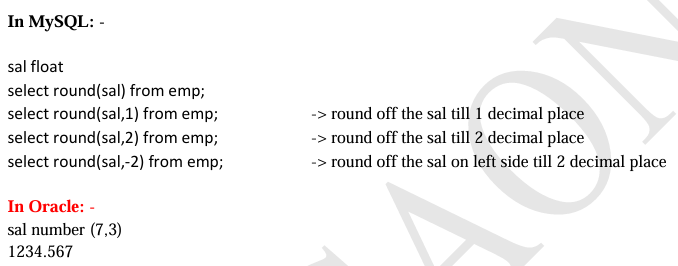 In MySQL: -
sal float
select round(sal) from emp;
select round(sal,1) from emp; -> round off the sal till 1 decimal place
select round(sal,2) from emp; -> round off the sal till 2 decimal place
select round(sal,-2) from emp; -> round off the sal on left side till 2 decimal place
In Oracle: -
sal number (7,3)
1234.567